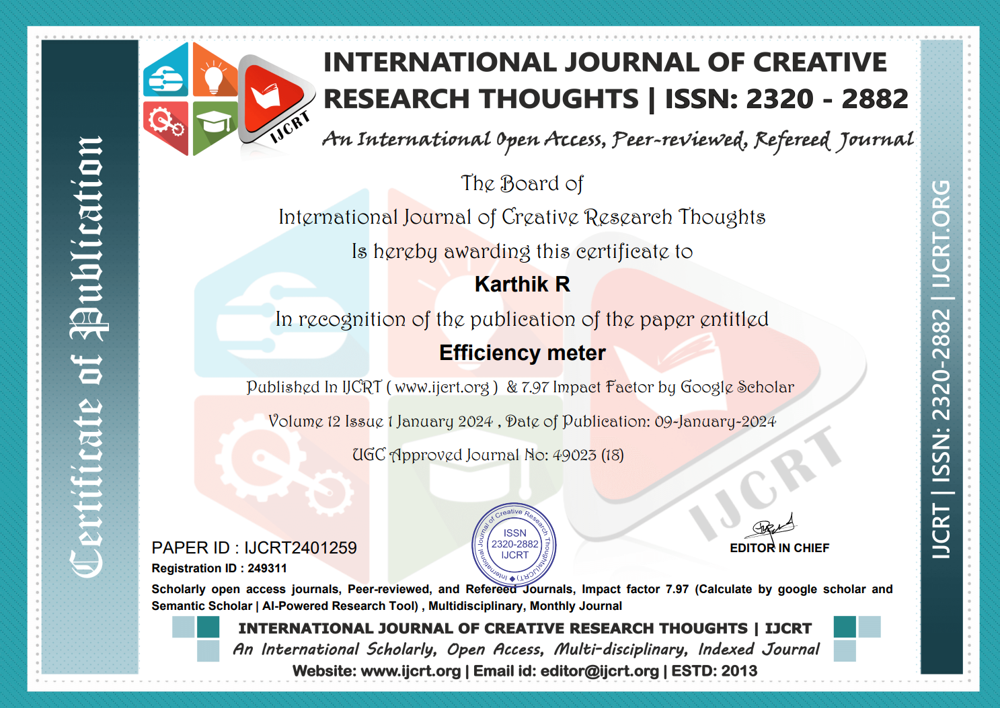 INTERNATIONAL JOURNAL OF CREATIVE
RESEARCH THOUGHTS | ISSN: 2320 - 2882
An International Open Access, Peer-reviewed, Refereed Journal
IJCRT
Certificate of Publication
The Board of
International Journal of Creative Research Thoughts
Is hereby awarding this certificate to
Karthik R
In recognition of the publication of the paper entitled
Efficiency meter
Published In IJCRT ( www.ijcrt.org ) & 7.97 Impact Factor by Google Scholar
Volume 12 Issue 1 January 2024 , Date of Publication: 09-January-2024
UGC Approved Journal No: 49023 (18)
IJCRT
IJCRT | ISSN: 2320-2882 | IJCRT.ORG
PAPER ID : IJCRT2401259
Registration ID : 249311
International Journal of Creative Research Thoughts(IJCRT)
ISSN
2320-2882
IJCRT
EDITOR IN CHIEF
Scholarly open access journals, Peer-reviewed, and Refereed Journals, Impact factor 7.97 (Calculate by google scholar and
Semantic Scholar | AI-Powered Research Tool) , Multidisciplinary, Monthly Journal
INTERNATIONAL JOURNAL OF CREATIVE RESEARCH THOUGHTS | IJCRT
An International Scholarly, Open Access, Multi-disciplinary, Indexed Journal
Website: www.ijcrt.org | Email id: editor@ijcrt.org | ESTD: 2013